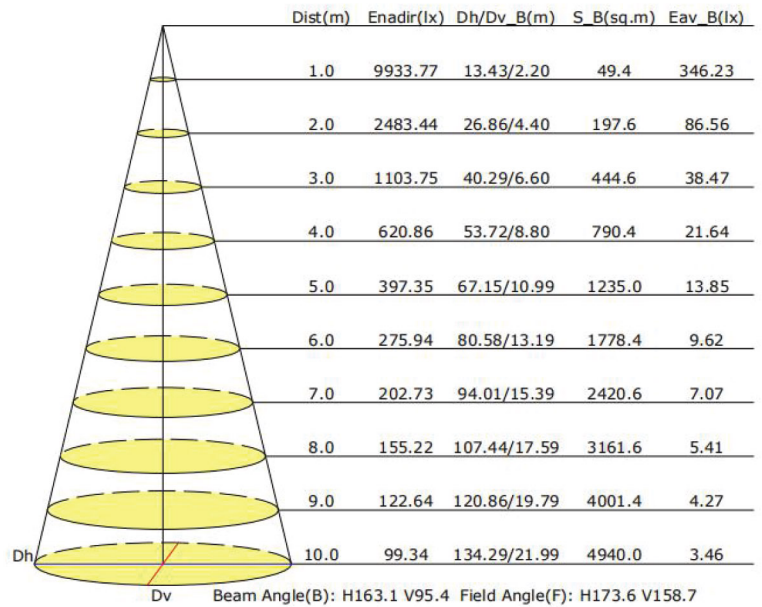 Dist(m) Enadir(lx) Dh/Dv_B(m) S_B(sq.m) Eav_B(lx)
1.0 9933.77 13.43/2.20 49.4 346.23
2.0 2483.44 26.86/4.40 197.6 86.56
3.0 1103.75 40.29/6.60 444.6 38.47
4.0 620.86 53.72/8.80 790.4 21.64
5.0 397.35 67.15/10.99 1235.0 13.85
6.0 275.94 80.58/13.19 1778.4 9.62
7.0 202.73 94.01/15.39 2420.6 7.07
8.0 155.22 107.44/17.59 3161.6 5.41
9.0 122.64 120.86/19.79 4001.4 4.27
Dh 10.0 99.34 134.29/21.99 4940.0 3.46
Dv Beam Angle(B): H163.1 V95.4 Field Angle(F): H173.6 V158.7